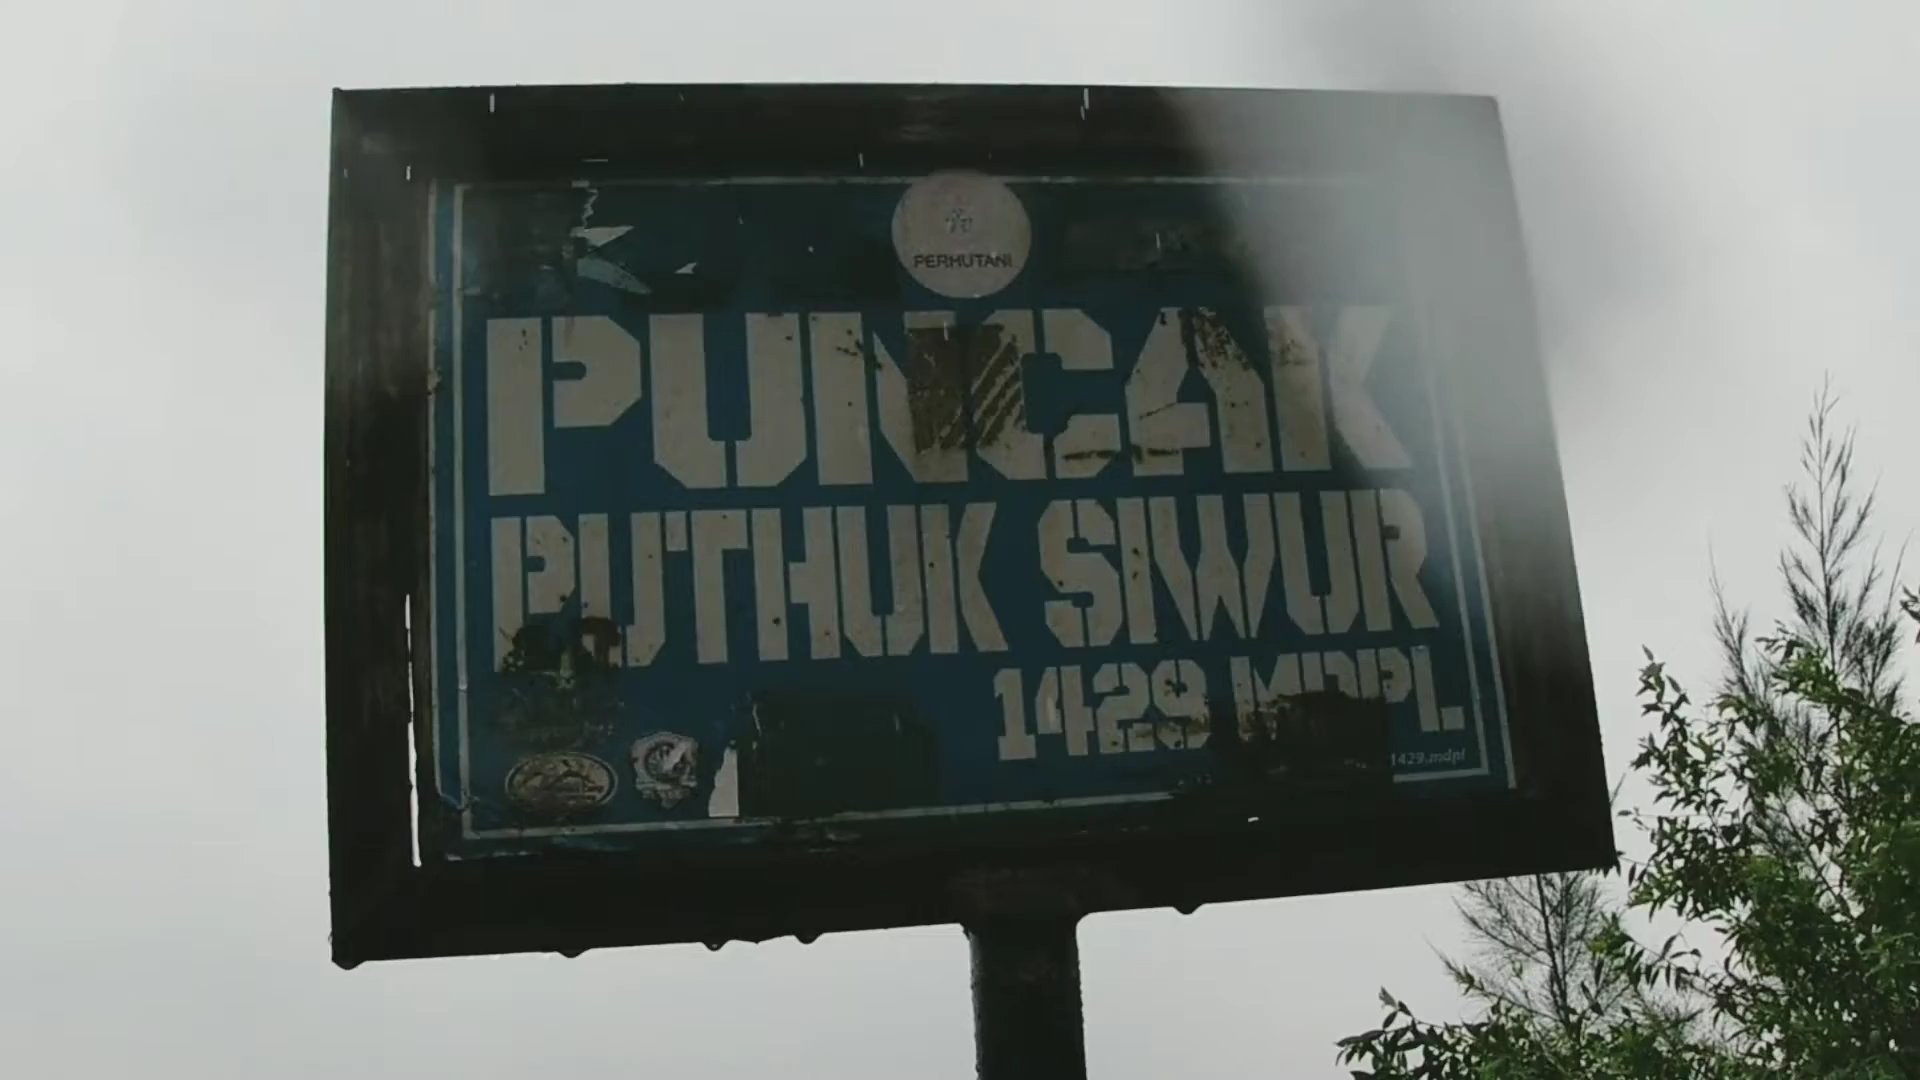 PERHUTANI
PUNCAK
PUTHUK SIWUR
1429 MDPL
1429.mdpl